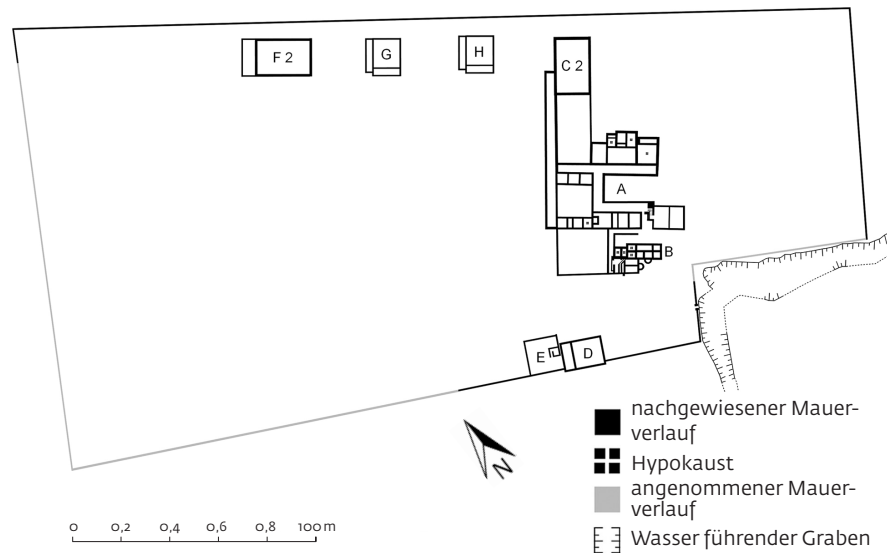 F 2
G
H
C 2
A
B
E
D
N
nachgewiesener Mauer-
verlauf
Hypokaust
angenommener Mauer-
verlauf
Wasser führender Graben
0 0,2 0,4 0,6 0,8 100 m